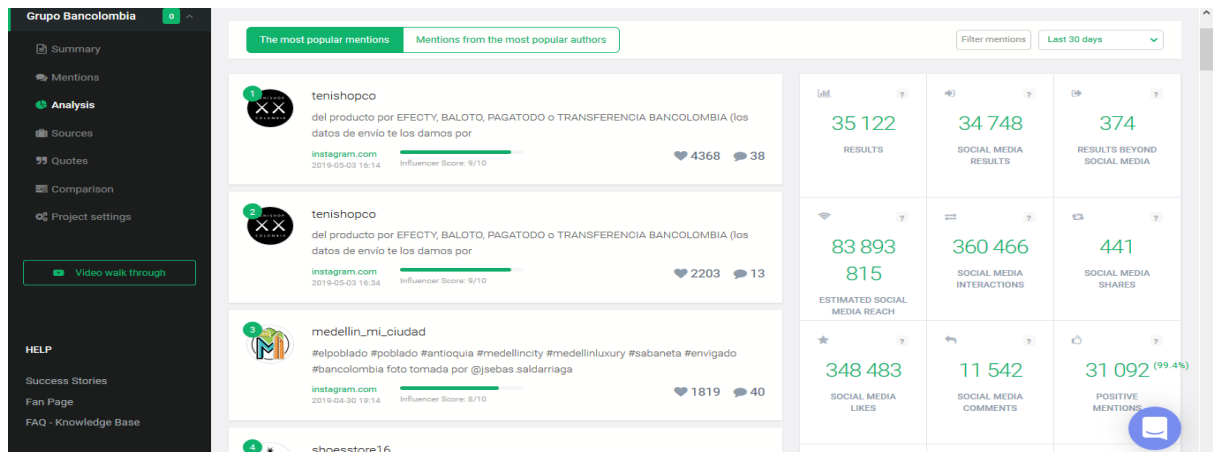 Grupo Bancolombia 0
Summary
Mentions
Analysis
Sources
Quotes
Comparison
Project settings
Video walk through
HELP
Success Stories
Fan Page
FAQ - Knowledge Base
The most popular mentions
Mentions from the most popular authors
Filter mentions
Last 30 days
1
TENISHOP
XX
COLOMBIA
tenishopco
del producto por EFECTY, BALOTO, PAGATODO o TRANSFERENCIA BANCOLOMBIA (los
datos de envío te los damos por
instagram.com
2019-05-03 16:14
Influencer Score: 9/10
4368 38
2
TENISHOP
XX
COLOMBIA
tenishopco
del producto por EFECTY, BALOTO, PAGATODO o TRANSFERENCIA BANCOLOMBIA (los
datos de envío te los damos por
instagram.com
2019-05-03 16:34
Influencer Score: 9/10
2203 13
3
medellin_mi_ciudad
#elpoblado #poblado #antioquia #medellincity #medellinluxury #sabaneta #envigado
#bancolombia foto tomada por @jsebas.saldarriaga
instagram.com
2019-04-30 19:14
Influencer Score: 8/10
1819 40
4
shoesstore16
?
35 122
RESULTS
?
34 748
SOCIAL MEDIA
RESULTS
?
374
RESULTS BEYOND
SOCIAL MEDIA
?
83 893
815
ESTIMATED SOCIAL
MEDIA REACH
?
360 466
SOCIAL MEDIA
INTERACTIONS
?
441
SOCIAL MEDIA
SHARES
?
348 483
SOCIAL MEDIA
LIKES
?
11 542
SOCIAL MEDIA
COMMENTS
?
31 092 (99.4%)
POSITIVE
MENTIONS